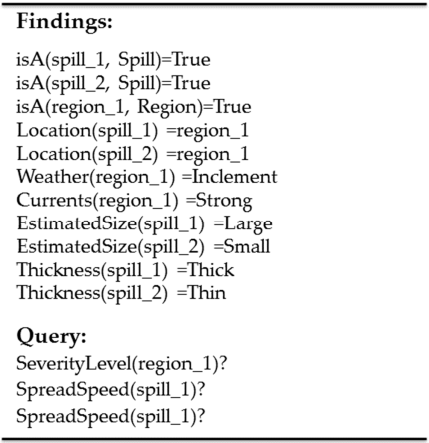 Findings:
isA(spill_1, Spill)=True
isA(spill_2, Spill)=True
isA(region_1, Region)=True
Location(spill_1) =region_1
Location(spill_2) =region_1
Weather(region_1) =Inclement
Currents(region_1) =Strong
EstimatedSize(spill_1) =Large
EstimatedSize(spill_2) =Small
Thickness(spill_1) =Thick
Thickness(spill_2) =Thin
Query:
SeverityLevel(region_1)?
SpreadSpeed(spill_1)?
SpreadSpeed(spill_1)?